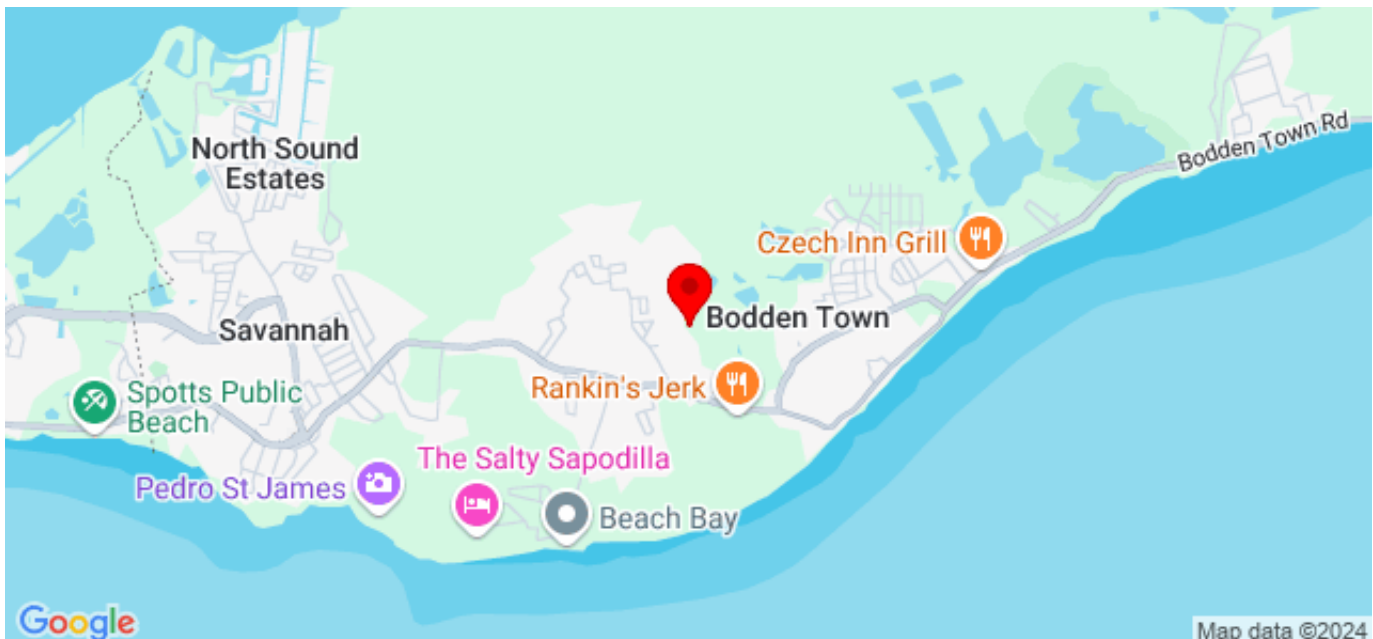 North Sound
Estates
Bodden Town Rd
Czech Inn Grill
Bodden Town
Savannah
Rankin's Jerk
Spotts Public
Beach
The Salty Sapodilla
Pedro St James
Beach Bay
Google
Map data ©2024